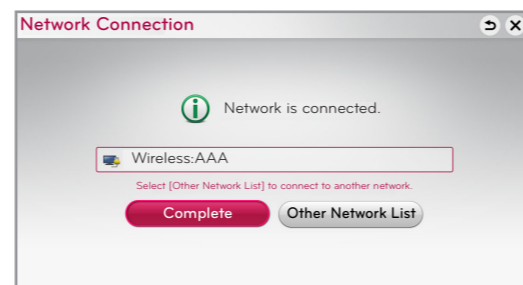 Network Connection
Network is connected.
Wireless:AAA
Select [Other Network List] to connect to another network.
Complete
Other Network List